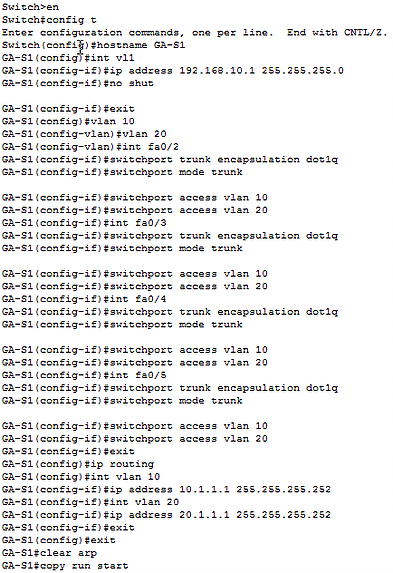 Switch>en
Switch#config t
Enter configuration commands, one per line.  End with CNTL/Z.
Switch(config)#hostname GA-S1
GA-S1(config)#int vl1
GA-S1(config-if)#ip address 192.168.10.1 255.255.255.0
GA-S1(config-if)#no shut
GA-S1(config-if)#exit
GA-S1(config)#vlan 10
GA-S1(config-vlan)#vlan 20
GA-S1(config-vlan)#int fa0/2
GA-S1(config-if)#switchport trunk encapsulation dot1q
GA-S1(config-if)#switchport mode trunk
GA-S1(config-if)#switchport access vlan 10
GA-S1(config-if)#switchport access vlan 20
GA-S1(config-if)#int fa0/3
GA-S1(config-if)#switchport trunk encapsulation dot1q
GA-S1(config-if)#switchport mode trunk
GA-S1(config-if)#switchport access vlan 10
GA-S1(config-if)#switchport access vlan 20
GA-S1(config-if)#int fa0/4
GA-S1(config-if)#switchport trunk encapsulation dot1q
GA-S1(config-if)#switchport mode trunk
GA-S1(config-if)#switchport access vlan 10
GA-S1(config-if)#switchport access vlan 20
GA-S1(config-if)#int fa0/5
GA-S1(config-if)#switchport trunk encapsulation dot1q
GA-S1(config-if)#switchport mode trunk
GA-S1(config-if)#switchport access vlan 10
GA-S1(config-if)#switchport access vlan 20
GA-S1(config-if)#exit
GA-S1(config)#ip routing
GA-S1(config)#int vlan 10
GA-S1(config-if)#ip address 10.1.1.1 255.255.255.252
GA-S1(config-if)#int vlan 20
GA-S1(config-if)#ip address 20.1.1.1 255.255.255.252
GA-S1(config-if)#exit
GA-S1(config)#exit
GA-S1#clear arp
GA-S1#copy run start